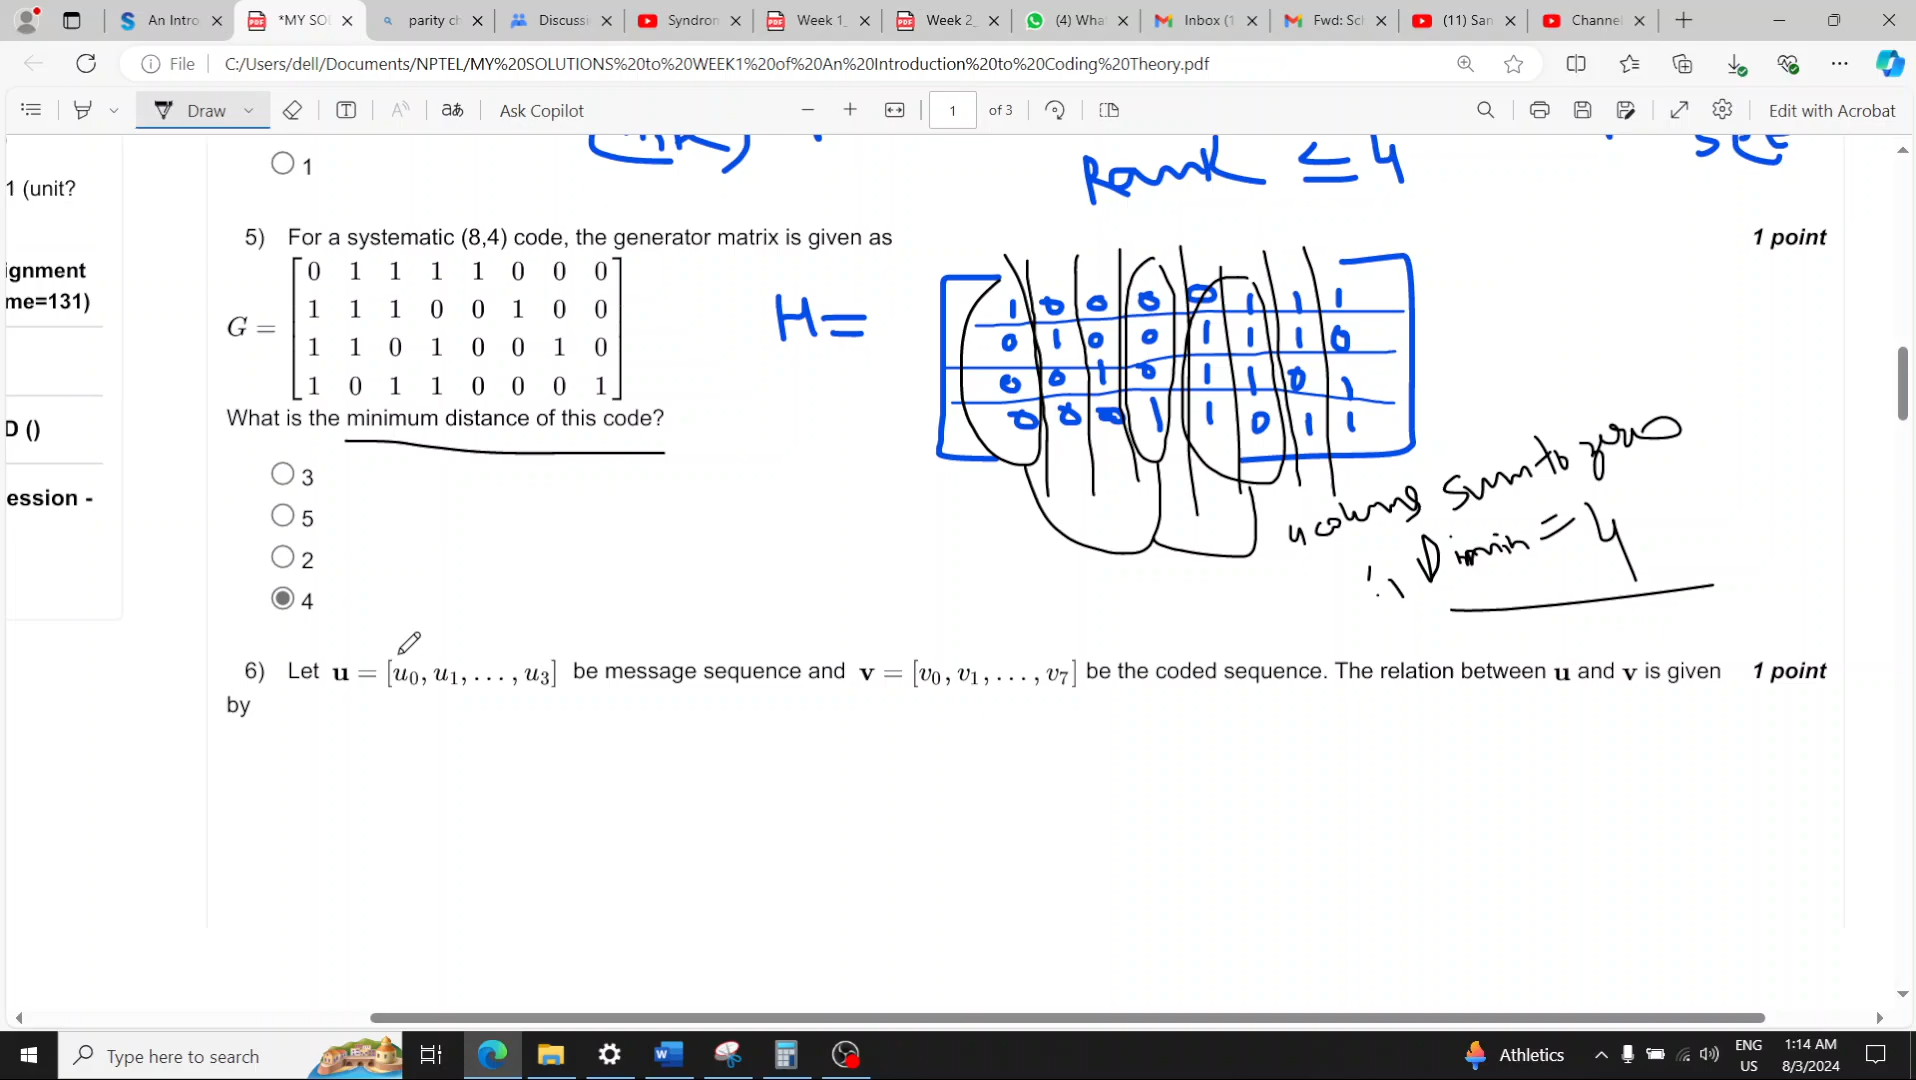 An Intro
*MY SOL
parity ch
Discussi
Syndron
Week 1_
Week 2_
(4) What
Inbox (1
Fwd: Sch
(11) San
Channel
File
C:/Users/dell/Documents/NPTEL/MY%20SOLUTIONS%20to%20WEEK1%20of%20An%20Introduction%20to%20Coding%20Theory.pdf
Draw
Ask Copilot
1 of 3
Edit with Acrobat
1
Rank ≤ 4
1 (unit?
ignment
me=131)
D ()
ession -
5) For a systematic (8,4) code, the generator matrix is given as
1 point
0 1 1 1 1 0 0 0
1 1 1 0 0 1 0 0
G =
1 1 0 1 0 0 1 0
1 0 1 1 0 0 0 1
H=
1 0 0 0 0 1 1 1
0 1 0 0 1 1 1 0
0 0 1 0 1 1 0 1
0 0 0 1 1 0 1 1
What is the minimum distance of this code?
4 columns sum to zero
∴ Dmin = 4
3
5
2
4
6) Let u = [u0, u1, . . . , u3] be message sequence and v = [v0, v1, . . . , v7] be the coded sequence. The relation between u and v is given
1 point
by
Type here to search
Athletics
ENG
US
1:14 AM
8/3/2024